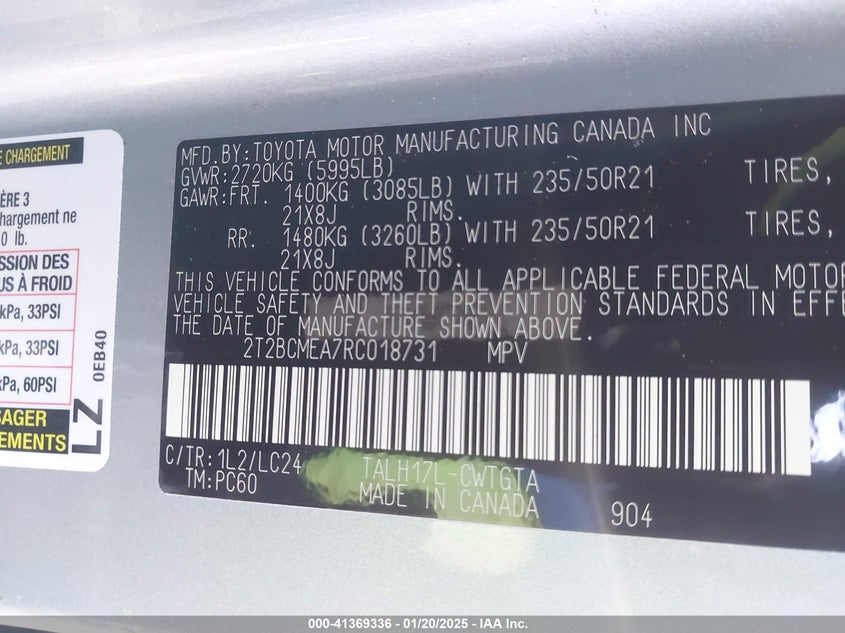 E CHARGEMENT
ÈRE 3
chargement ne
0 lb.
SSION DES
US À FROID
kPa, 33PSI
kPa, 33PSI
kPa, 60PSI
SAGER
EMENTS
LZ 0EB40
MFD.BY:TOYOTA MOTOR MANUFACTURING CANADA INC
GVWR:2720KG (5995LB)
GAWR:FRT. 1400KG (3085LB) WITH 235/50R21 TIRES,
21X8J RIMS.
RR. 1480KG (3260LB) WITH 235/50R21 TIRES,
21X8J RIMS.
THIS VEHICLE CONFORMS TO ALL APPLICABLE FEDERAL MOTOR
VEHICLE SAFETY AND THEFT PREVENTION STANDARDS IN EFFE
THE DATE OF MANUFACTURE SHOWN ABOVE.
2T2BCMEA7RC018731 MPV
C/TR:1L2/LC24 TALH17L-CWTGTA
TM:PC60 MADE IN CANADA 904
000-41369336 - 01/20/2025 - IAA Inc.